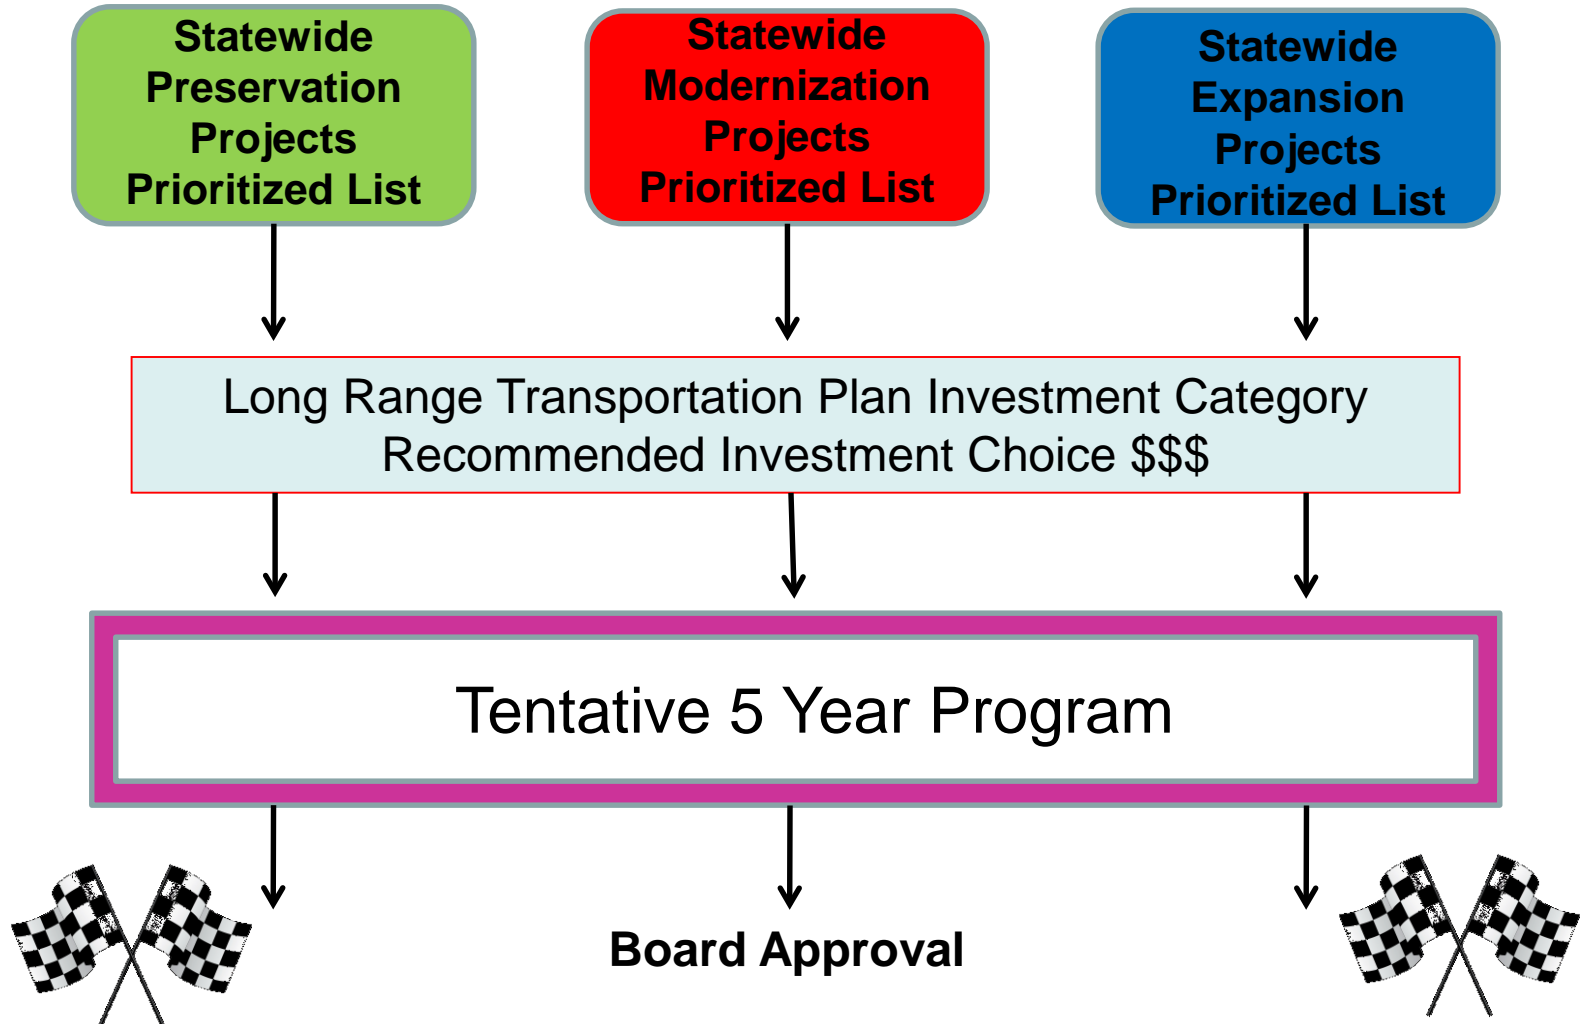 Statewide
Preservation
Projects
Prioritized List
Statewide
Modernization
Projects
Prioritized List
Statewide
Expansion
Projects
Prioritized List
Long Range Transportation Plan Investment Category
Recommended Investment Choice $$$
Tentative 5 Year Program
Board Approval